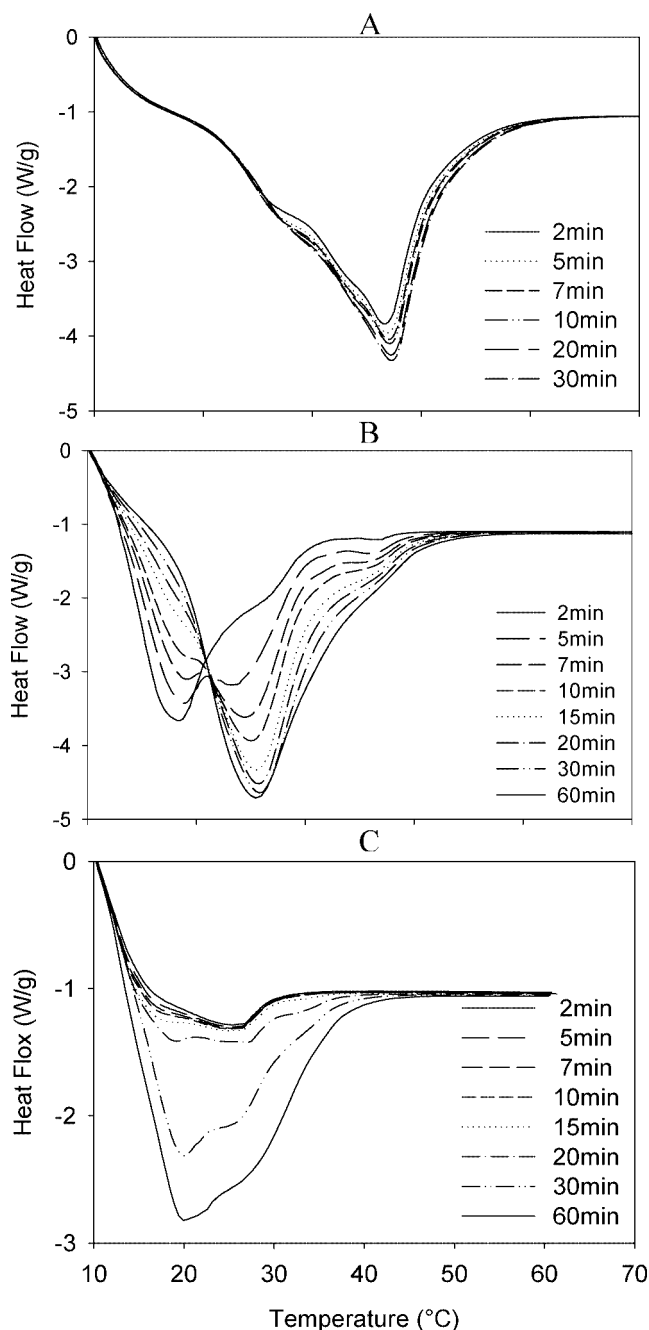 A
0
-1
-2
-3
-4
-5
Heat Flow (W/g)
2min
5min
7min
10min
20min
30min
B
0
-1
-2
-3
-4
-5
Heat Flow (W/g)
2min
5min
7min
10min
15min
20min
30min
60min
C
0
-1
-2
-3
Heat Flox (W/g)
2min
5min
7min
10min
15min
20min
30min
60min
10 20 30 40 50 60 70
Temperature (°C)